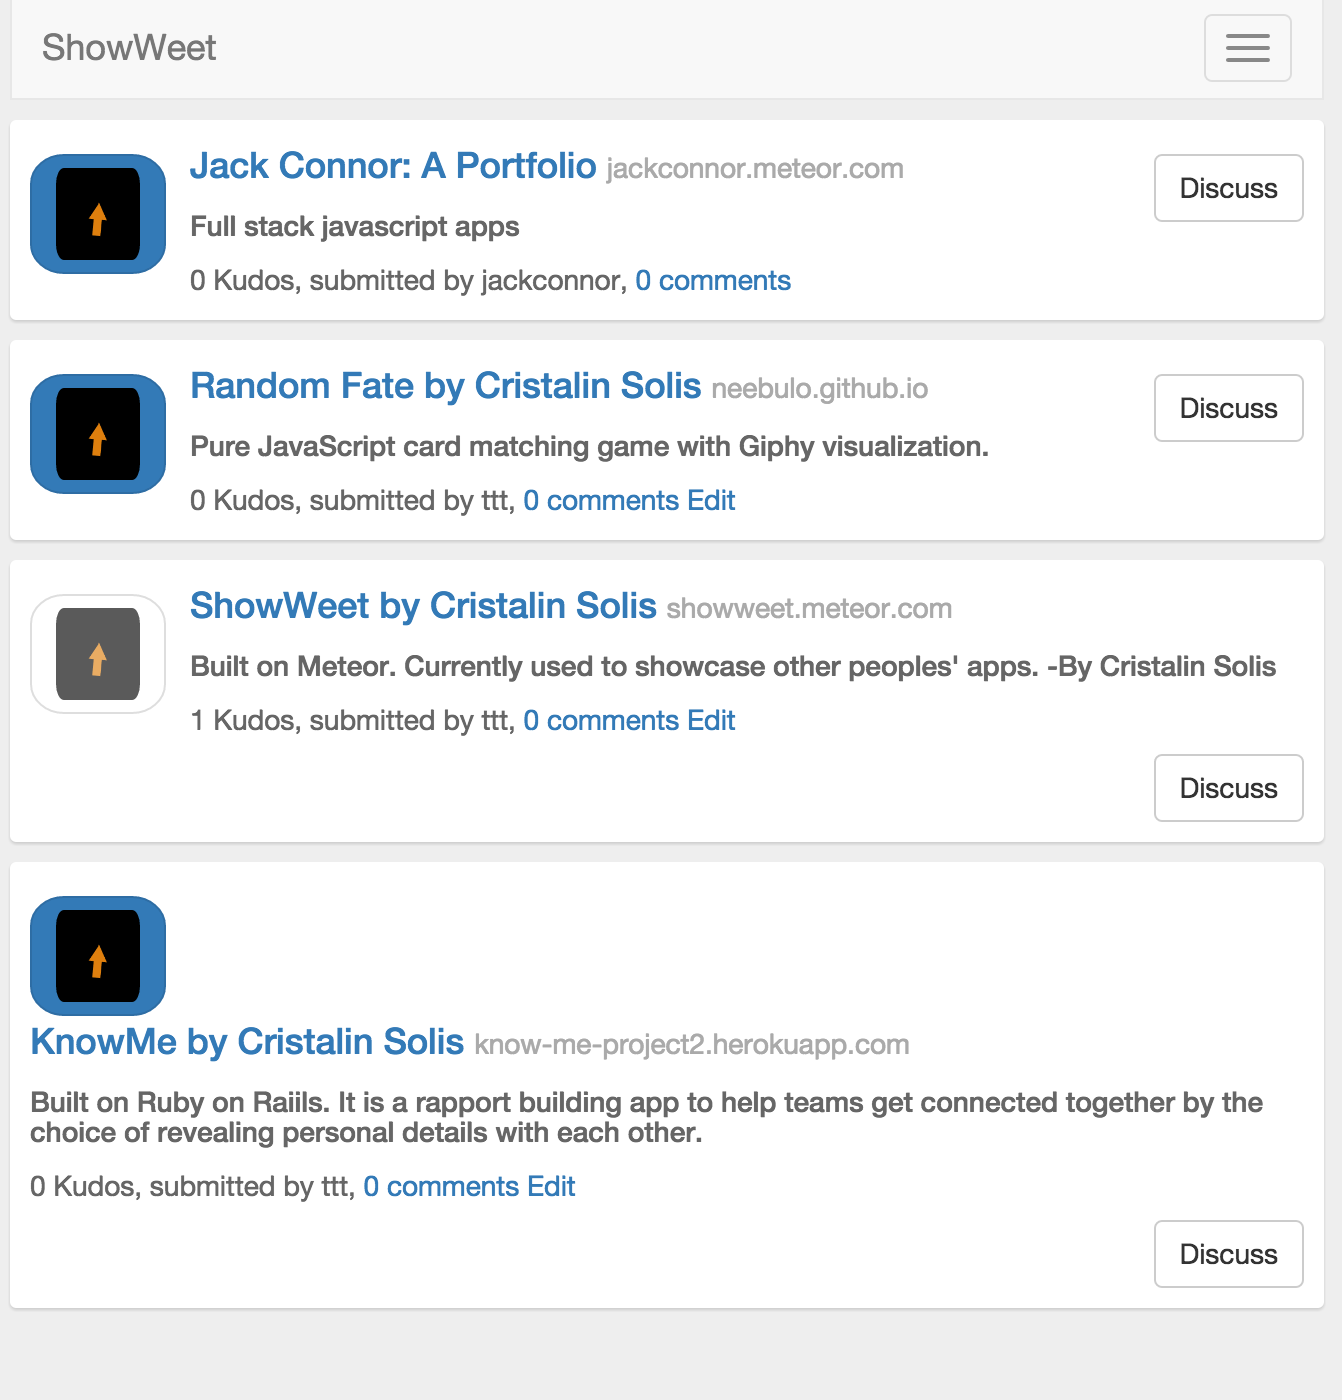 ShowWeet
Jack Connor: A Portfolio jackconnor.meteor.com
Discuss
Full stack javascript apps
0 Kudos, submitted by jackconnor, 0 comments
Random Fate by Cristalin Solis neebulo.github.io
Discuss
Pure JavaScript card matching game with Giphy visualization.
0 Kudos, submitted by ttt, 0 comments Edit
ShowWeet by Cristalin Solis showweet.meteor.com
Built on Meteor. Currently used to showcase other peoples' apps. -By Cristalin Solis
1 Kudos, submitted by ttt, 0 comments Edit
Discuss
KnowMe by Cristalin Solis know-me-project2.herokuapp.com
Built on Ruby on Raiils. It is a rapport building app to help teams get connected together by the
choice of revealing personal details with each other.
0 Kudos, submitted by ttt, 0 comments Edit
Discuss